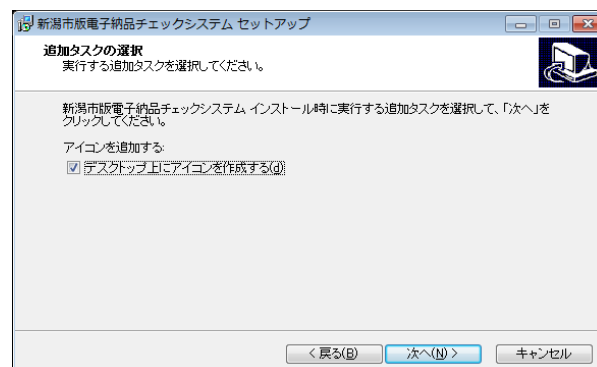 新潟市版電子納品チェックシステム セットアップ
追加タスクの選択
実行する追加タスクを選択してください。
新潟市版電子納品チェックシステム インストール時に実行する追加タスクを選択して、「次へ」を
クリックしてください。
アイコンを追加する:
デスクトップ上にアイコンを作成する(d)
< 戻る(B)
次へ(N) >
キャンセル